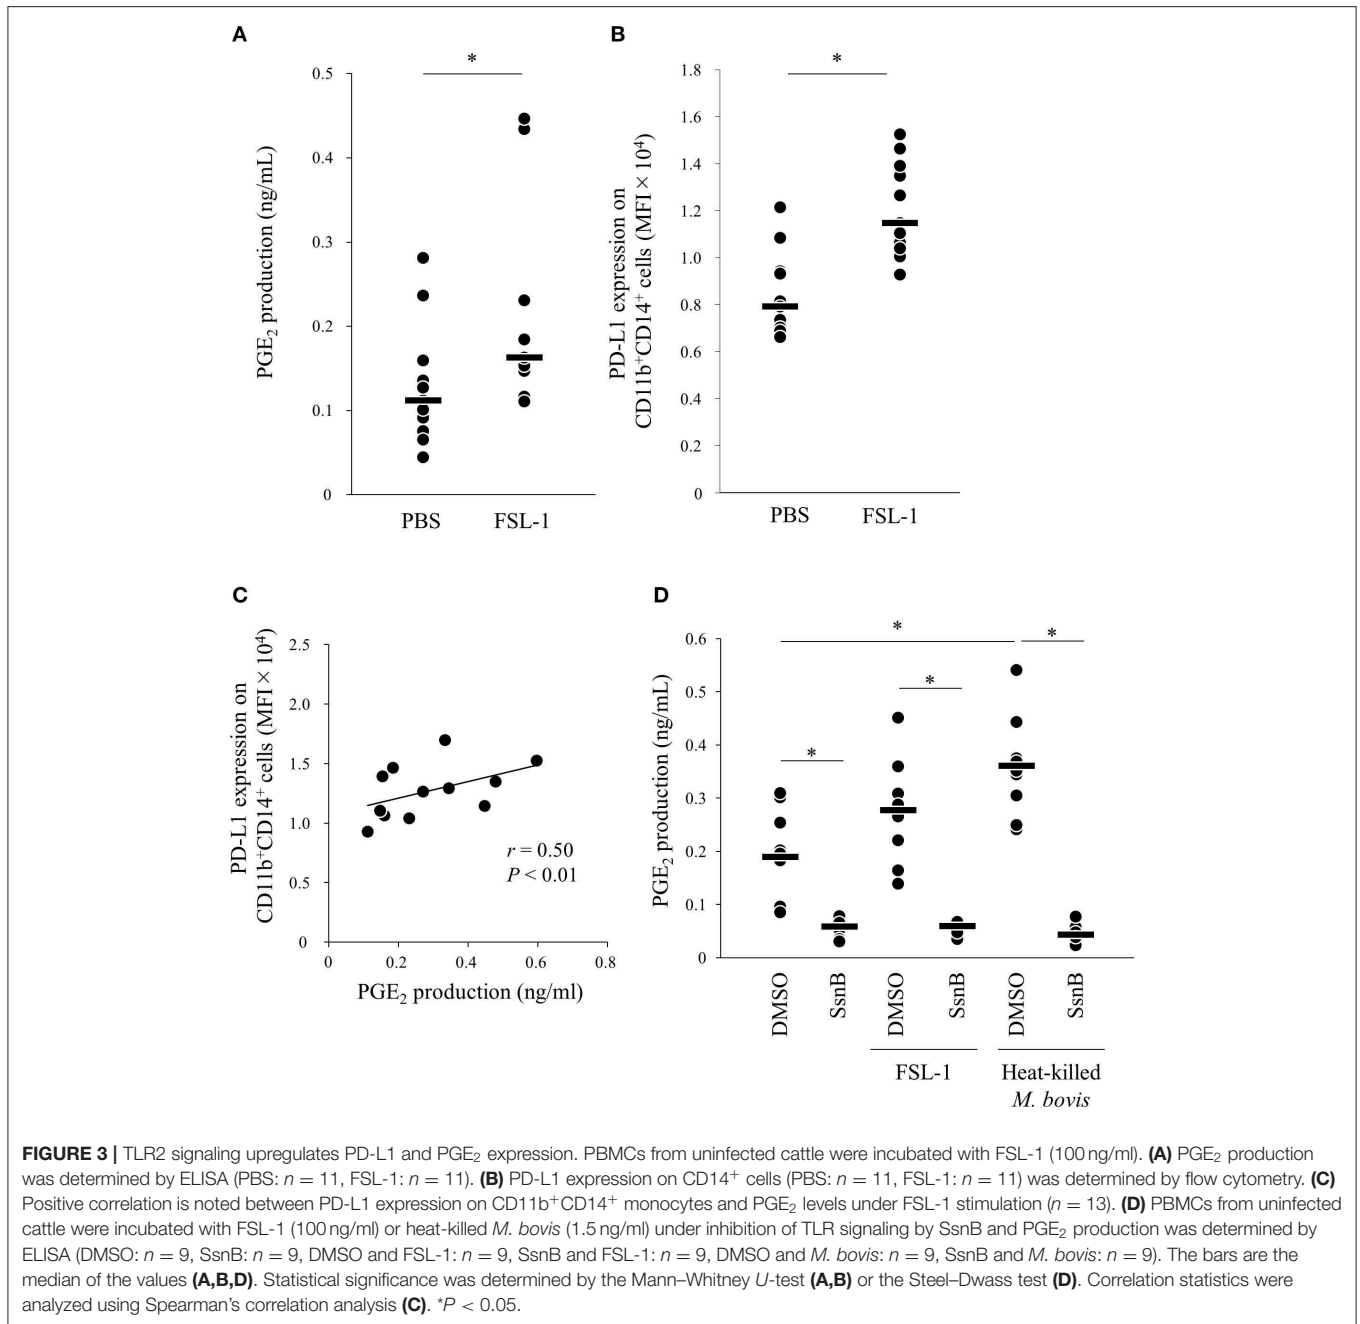 A
*
0.5
0.4
0.3
0.2
0.1
0
PGE2 production (ng/mL)
PBS
FSL-1
B
*
1.8
1.6
1.4
1.2
1.0
0.8
0.6
0.4
0.2
0
PD-L1 expression on
CD11b+CD14+ cells (MFI × 10^4)
PBS
FSL-1
C
2.5
2.0
1.5
1.0
0.5
0
PD-L1 expression on
CD11b+CD14+ cells (MFI × 10^4)
r = 0.50
P < 0.01
0
0.2
0.4
0.6
0.8
PGE2 production (ng/ml)
D
0.6
0.5
0.4
0.3
0.2
0.1
0
PGE2 production (ng/mL)
*
*
*
*
DMSO
SsnB
DMSO
SsnB
DMSO
SsnB
FSL-1
Heat-killed
M. bovis
FIGURE 3 | TLR2 signaling upregulates PD-L1 and PGE2 expression. PBMCs from uninfected cattle were incubated with FSL-1 (100 ng/ml). (A) PGE2 production
was determined by ELISA (PBS: n = 11, FSL-1: n = 11). (B) PD-L1 expression on CD14+ cells (PBS: n = 11, FSL-1: n = 11) was determined by flow cytometry. (C)
Positive correlation is noted between PD-L1 expression on CD11b+CD14+ monocytes and PGE2 levels under FSL-1 stimulation (n = 13). (D) PBMCs from uninfected
cattle were incubated with FSL-1 (100 ng/ml) or heat-killed M. bovis (1.5 ng/ml) under inhibition of TLR signaling by SsnB and PGE2 production was determined by
ELISA (DMSO: n = 9, SsnB: n = 9, DMSO and FSL-1: n = 9, SsnB and FSL-1: n = 9, DMSO and M. bovis: n = 9, SsnB and M. bovis: n = 9). The bars are the
median of the values (A,B,D). Statistical significance was determined by the Mann–Whitney U-test (A,B) or the Steel–Dwass test (D). Correlation statistics were
analyzed using Spearman's correlation analysis (C). *P < 0.05.